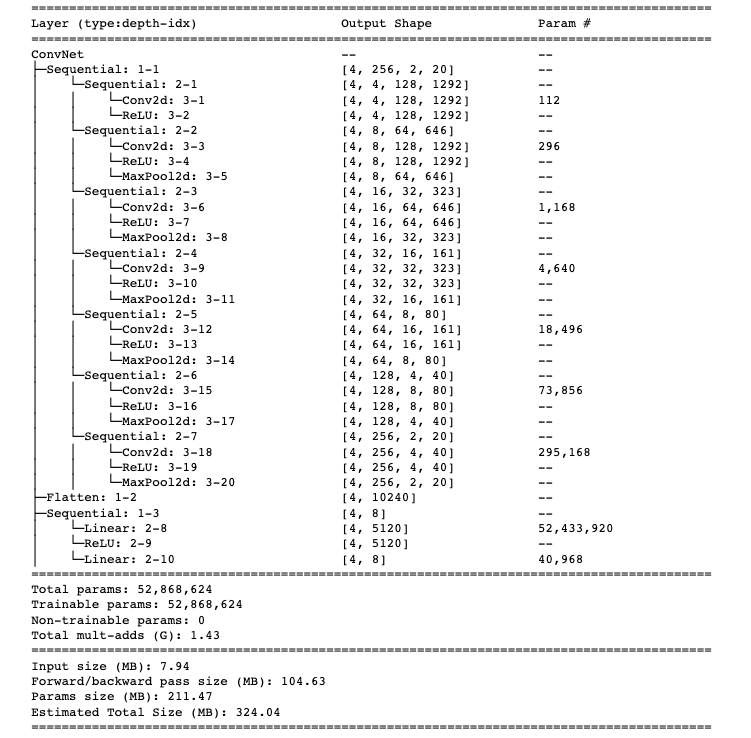 ==========================================================================================
Layer (type:depth-idx)                   Output Shape              Param #
==========================================================================================
ConvNet                                  --                        --
├─Sequential: 1-1                        [4, 256, 2, 20]           --
│    └─Sequential: 2-1                   [4, 4, 128, 1292]         --
│    │    └─Conv2d: 3-1                  [4, 4, 128, 1292]         112
│    │    └─ReLU: 3-2                    [4, 4, 128, 1292]         --
│    └─Sequential: 2-2                   [4, 8, 64, 646]           --
│    │    └─Conv2d: 3-3                  [4, 8, 128, 1292]         296
│    │    └─ReLU: 3-4                    [4, 8, 128, 1292]         --
│    │    └─MaxPool2d: 3-5               [4, 8, 64, 646]           --
│    └─Sequential: 2-3                   [4, 16, 32, 323]          --
│    │    └─Conv2d: 3-6                  [4, 16, 64, 646]          1,168
│    │    └─ReLU: 3-7                    [4, 16, 64, 646]          --
│    │    └─MaxPool2d: 3-8               [4, 16, 32, 323]          --
│    └─Sequential: 2-4                   [4, 32, 16, 161]          --
│    │    └─Conv2d: 3-9                  [4, 32, 32, 323]          4,640
│    │    └─ReLU: 3-10                   [4, 32, 32, 323]          --
│    │    └─MaxPool2d: 3-11              [4, 32, 16, 161]          --
│    └─Sequential: 2-5                   [4, 64, 8, 80]            --
│    │    └─Conv2d: 3-12                 [4, 64, 16, 161]          18,496
│    │    └─ReLU: 3-13                   [4, 64, 16, 161]          --
│    │    └─MaxPool2d: 3-14              [4, 64, 8, 80]            --
│    └─Sequential: 2-6                   [4, 128, 4, 40]           --
│    │    └─Conv2d: 3-15                 [4, 128, 8, 80]           73,856
│    │    └─ReLU: 3-16                   [4, 128, 8, 80]           --
│    │    └─MaxPool2d: 3-17              [4, 128, 4, 40]           --
│    └─Sequential: 2-7                   [4, 256, 2, 20]           --
│    │    └─Conv2d: 3-18                 [4, 256, 4, 40]           295,168
│    │    └─ReLU: 3-19                   [4, 256, 4, 40]           --
│    │    └─MaxPool2d: 3-20              [4, 256, 2, 20]           --
├─Flatten: 1-2                           [4, 10240]                --
├─Sequential: 1-3                        [4, 8]                    --
│    └─Linear: 2-8                       [4, 5120]                 52,433,920
│    └─ReLU: 2-9                         [4, 5120]                 --
│    └─Linear: 2-10                      [4, 8]                    40,968
==========================================================================================
Total params: 52,868,624
Trainable params: 52,868,624
Non-trainable params: 0
Total mult-adds (G): 1.43
==========================================================================================
Input size (MB): 7.94
Forward/backward pass size (MB): 104.63
Params size (MB): 211.47
Estimated Total Size (MB): 324.04
==========================================================================================